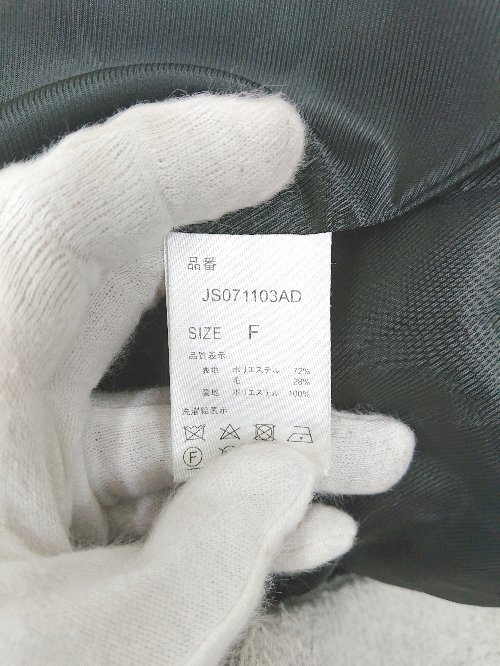 品番
JS071103AD
SIZE F
品質表示
表地 ポリエステル 72%
毛 28%
裏地 ポリエステル 100%
洗濯絵表示
F